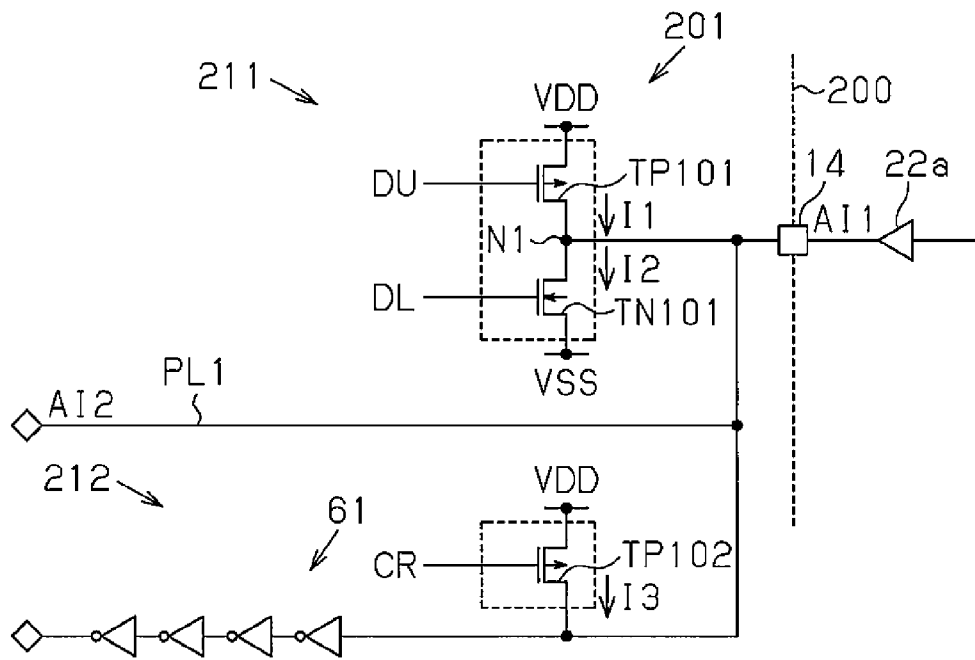 201
211
200
VDD
14
22a
DU
TP101
AI1
I1
N1
I2
DL
TN101
PL1
VSS
AI2
212
VDD
61
CR
TP102
I3